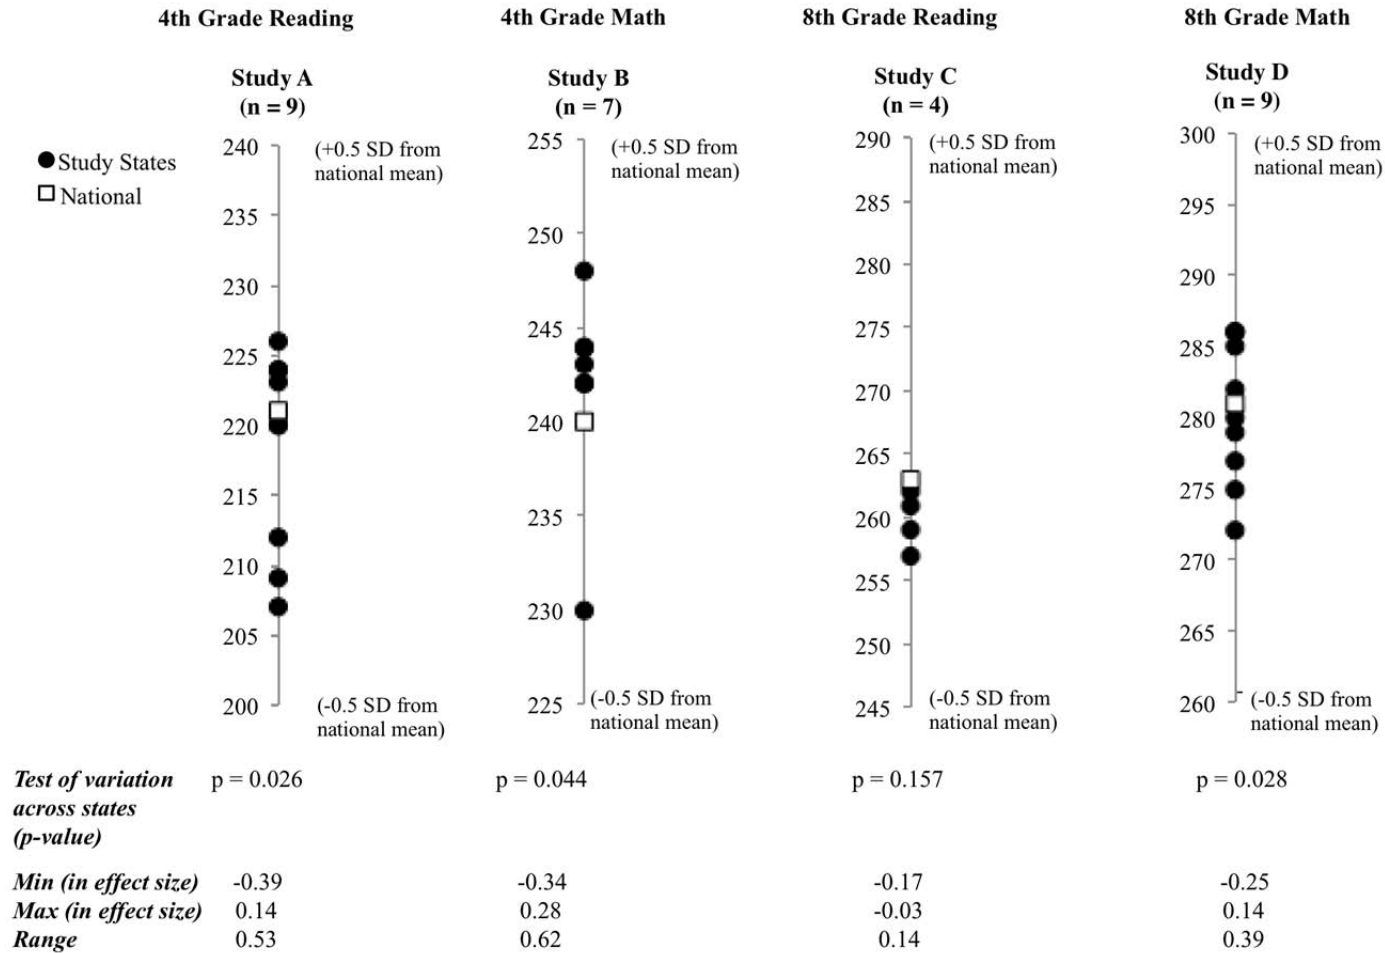 4th Grade Reading 4th Grade Math 8th Grade Reading 8th Grade Math
Study A
(n = 9)
Study B
(n = 7)
Study C
(n = 4)
Study D
(n = 9)
Study States
National
240
235
230
225
220
215
210
205
200
(+0.5 SD from
national mean)
(-0.5 SD from
national mean)
255
250
245
240
235
230
225
(+0.5 SD from
national mean)
(-0.5 SD from
national mean)
290
285
280
275
270
265
260
255
250
245
(+0.5 SD from
national mean)
(-0.5 SD from
national mean)
300
295
290
285
280
275
270
265
260
(+0.5 SD from
national mean)
(-0.5 SD from
national mean)
Test of variation p = 0.026 p = 0.044 p = 0.157 p = 0.028
across states
(p-value)
Min (in effect size) -0.39 -0.34 -0.17 -0.25
Max (in effect size) 0.14 0.28 -0.03 0.14
Range 0.53 0.62 0.14 0.39